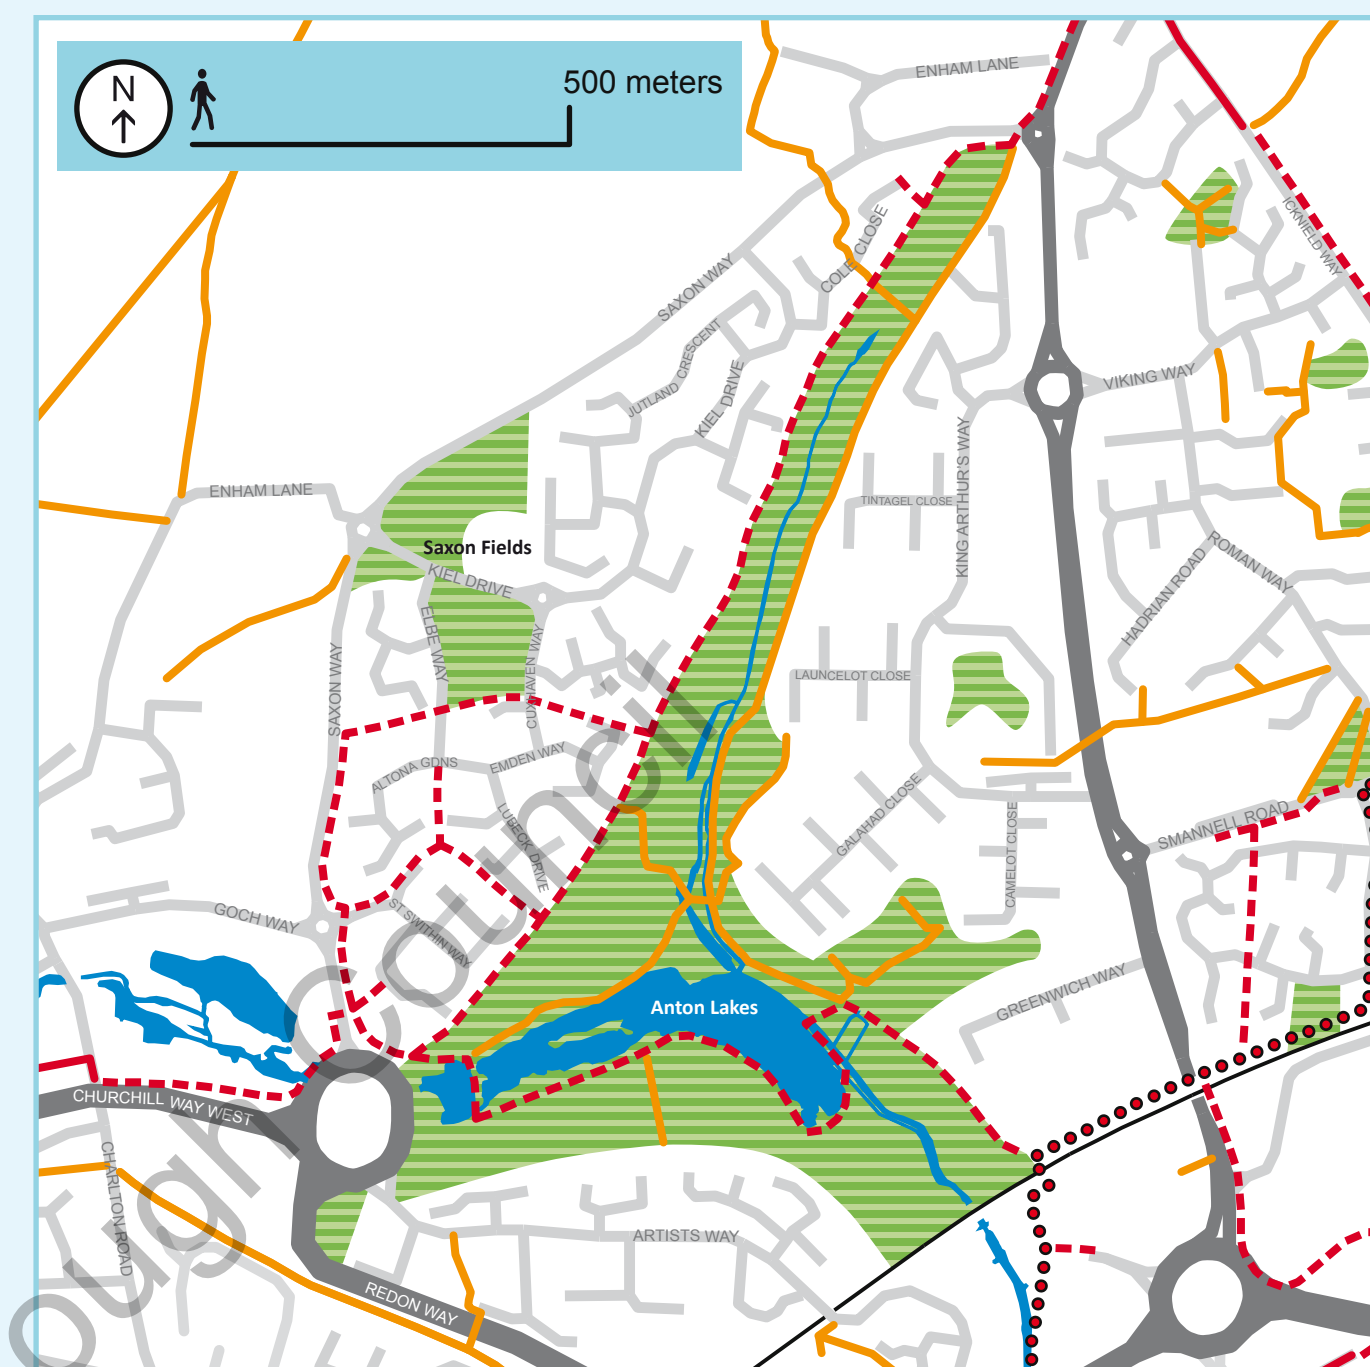 N
500 meters
ENHAM LANE
ICKNIELD WAY
COLE CLOSE
SAXON WAY
JUTLAND CRESCENT
KIEL DRIVE
VIKING WAY
KING ARTHUR'S WAY
TINTAGEL CLOSE
ENHAM LANE
Saxon Fields
KIEL DRIVE
ROMAN WAY
HADRIAN ROAD
ELBE WAY
CUXHAVEN WAY
SAXON WAY
LAUNCELOT CLOSE
ALTONA GDNS
EMDEN WAY
LUBECK DRIVE
GALAHAD CLOSE
CAMELOT CLOSE
SMANNELL ROAD
GOCH WAY
ST SWITHIN WAY
GREENWICH WAY
Anton Lakes
CHURCHILL WAY WEST
CHARLTON ROAD
ARTISTS WAY
REDON WAY
ough Council